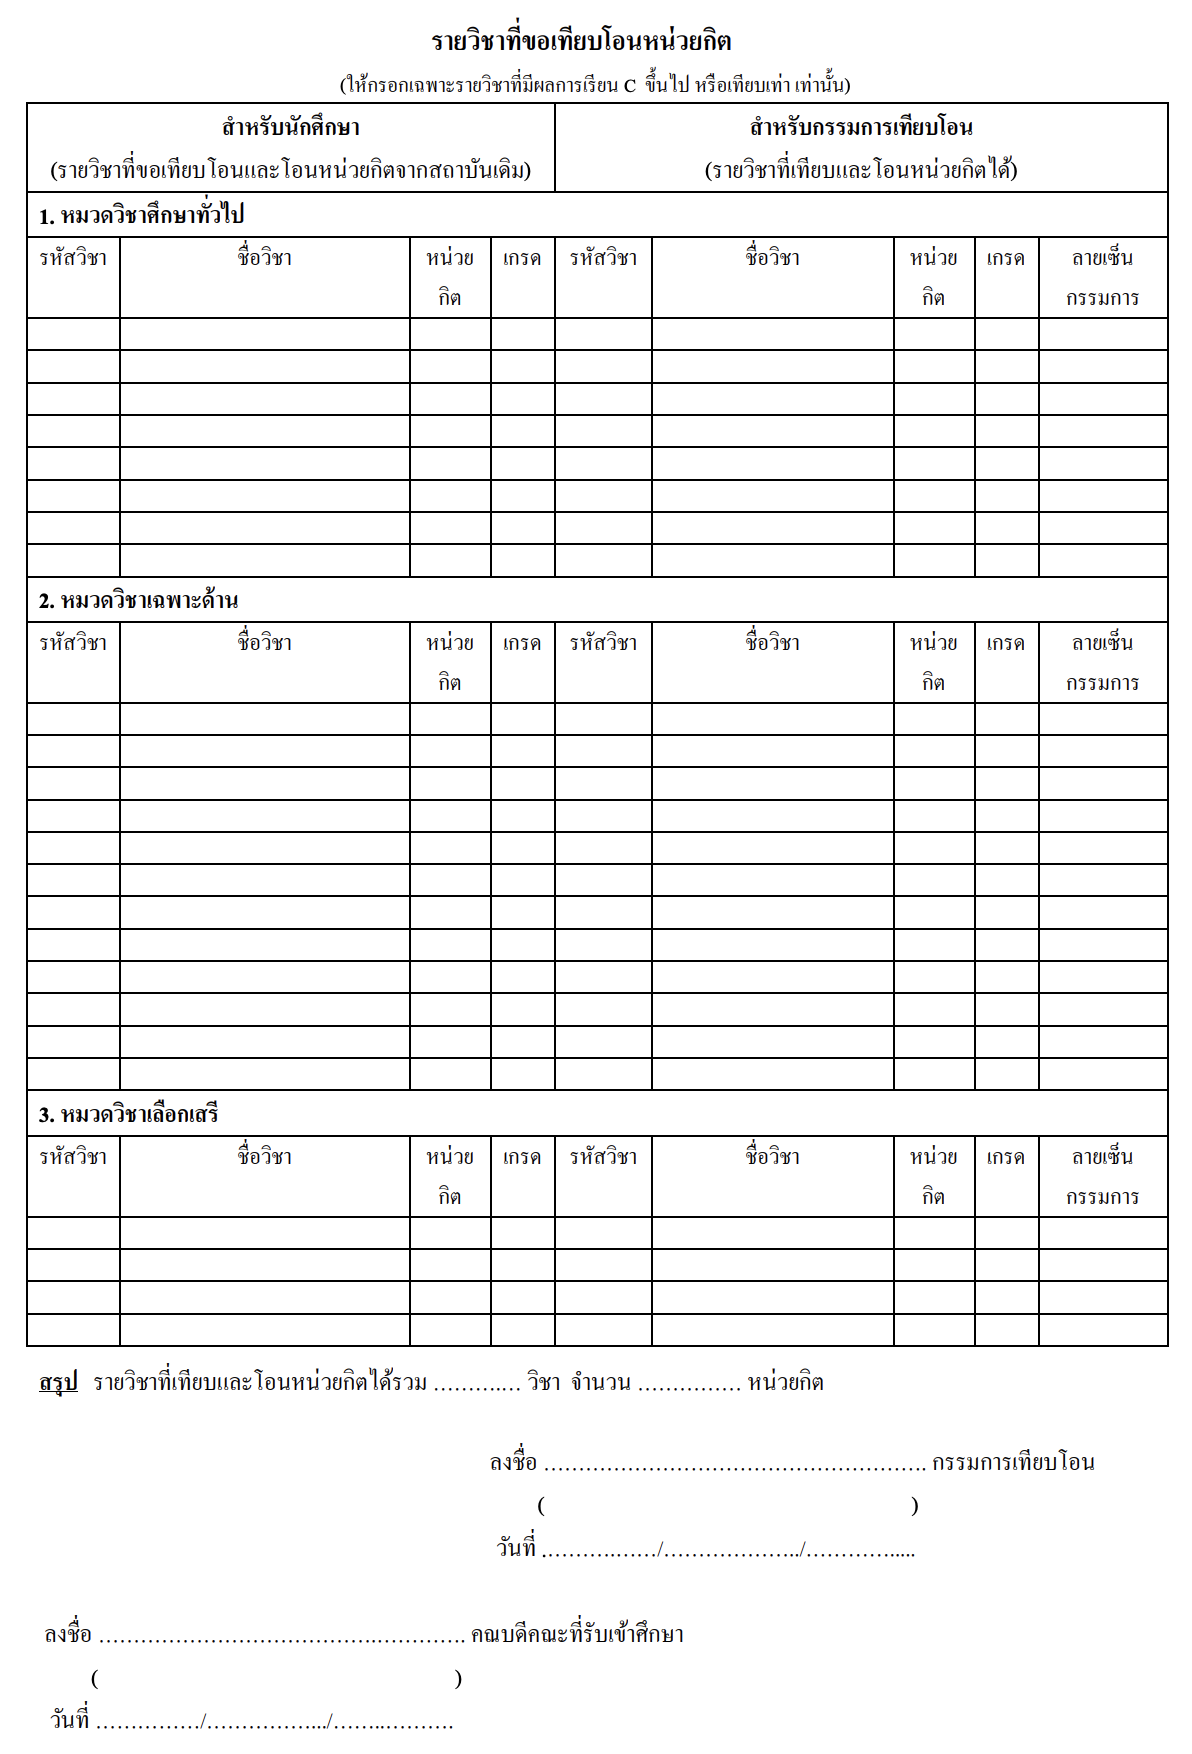 รายวิชาที่ขอเทียบโอนหน่วยกิต
(ให้กรอกเฉพาะรายวิชาที่มีผลการเรียน C ขึ้นไป หรือเทียบเท่า เท่านั้น)
สำหรับนักศึกษา สำหรับกรรมการเทียบโอน
(รายวิชาที่ขอเทียบโอนและโอนหน่วยกิตจากสถาบันเดิม) (รายวิชาที่เทียบและโอนหน่วยกิตได้)
1. หมวดวิชาศึกษาทั่วไป
รหัสวิชา ชื่อวิชา หน่วย เกรด รหัสวิชา ชื่อวิชา หน่วย เกรด ลายเซ็น
กิต กิต กรรมการ
2. หมวดวิชาเฉพาะด้าน
รหัสวิชา ชื่อวิชา หน่วย เกรด รหัสวิชา ชื่อวิชา หน่วย เกรด ลายเซ็น
กิต กิต กรรมการ
3. หมวดวิชาเลือกเสรี
รหัสวิชา ชื่อวิชา หน่วย เกรด รหัสวิชา ชื่อวิชา หน่วย เกรด ลายเซ็น
กิต กิต กรรมการ
สรุป รายวิชาที่เทียบและโอนหน่วยกิตได้รวม ……….… วิชา จำนวน …………… หน่วยกิต
ลงชื่อ ………………………………………………. กรรมการเทียบโอน
( )
วันที่ ……….……/………………../………….....
ลงชื่อ ………………………………….…………. คณบดีคณะที่รับเข้าศึกษา
( )
วันที่ ……………/…………….../……..……….